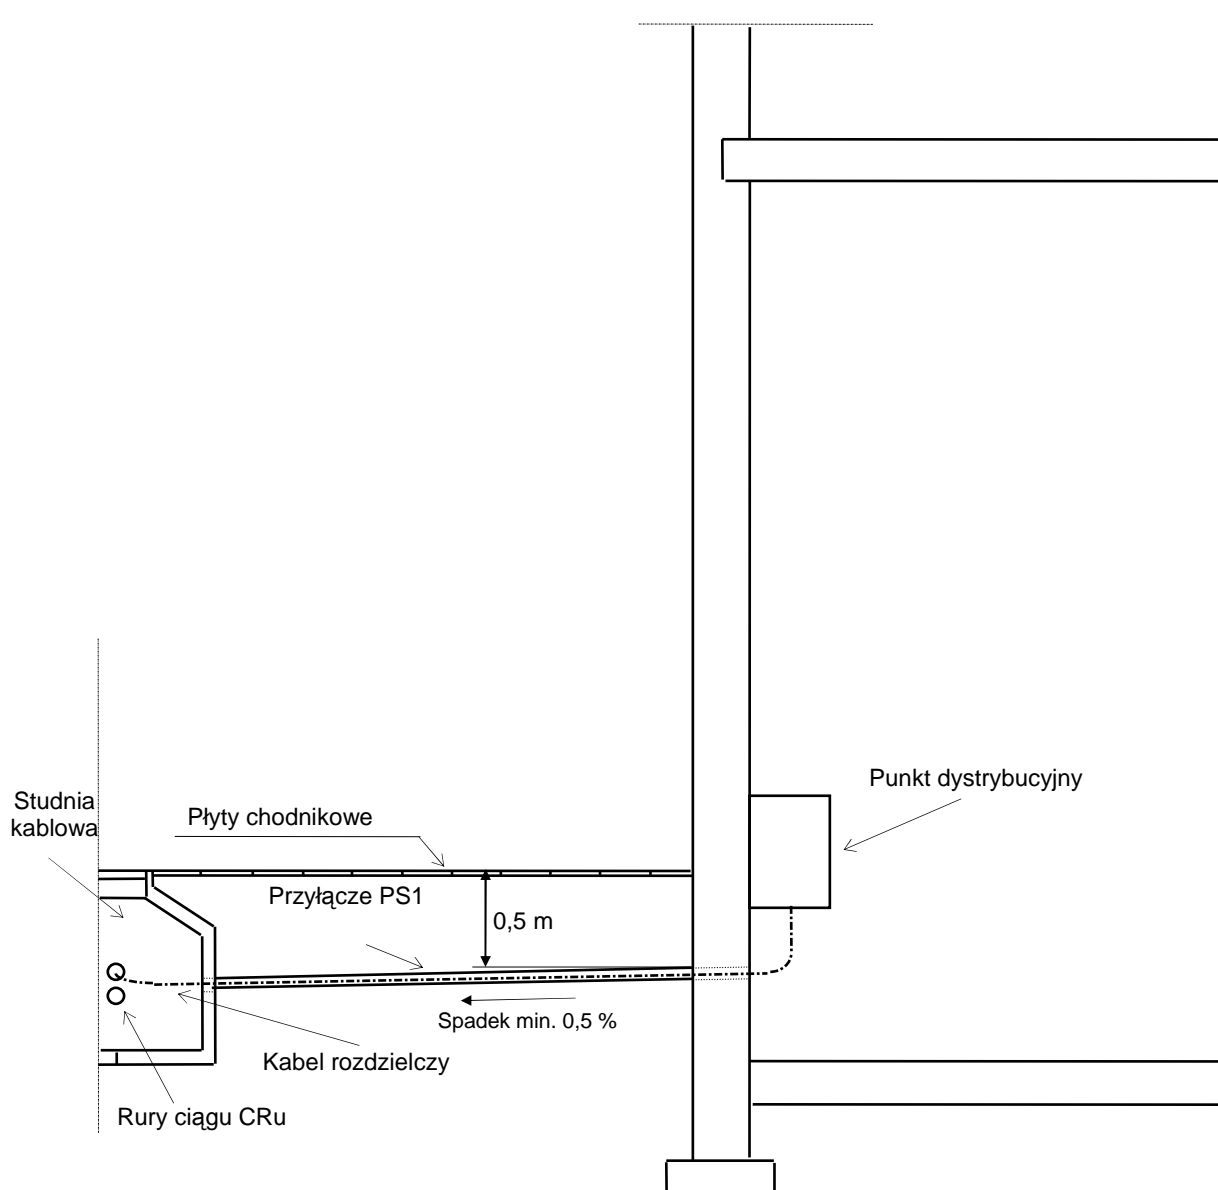 Punkt dystrybucyjny
Studnia
kablowa
Płyty chodnikowe
Przyłącze PS1
0,5 m
Spadek min. 0,5 %
Kabel rozdzielczy
Rury ciągu CRu